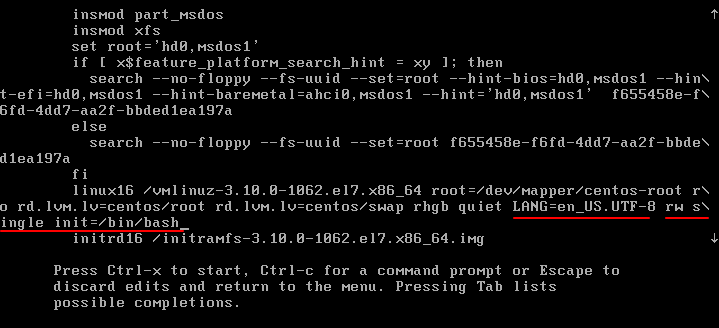 insmod part_msdos
insmod xfs
set root='hd0,msdos1'
if [ x$feature_platform_search_hint = xy ]; then
search --no-floppy --fs-uuid --set=root --hint-bios=hd0,msdos1 --hin\
t-efi=hd0,msdos1 --hint-baremetal=ahci0,msdos1 --hint='hd0,msdos1'  f655458e-f\
6fd-4dd7-aa2f-bbded1ea197a
else
search --no-floppy --fs-uuid --set=root f655458e-f6fd-4dd7-aa2f-bbde\
d1ea197a
fi
linux16 /vmlinuz-3.10.0-1062.el7.x86_64 root=/dev/mapper/centos-root r\
o rd.lvm.lv=centos/root rd.lvm.lv=centos/swap rhgb quiet LANG=en_US.UTF-8 rw s\
ingle init=/bin/bash_
initrd16 /initramfs-3.10.0-1062.el7.x86_64.img
Press Ctrl-x to start, Ctrl-c for a command prompt or Escape to
discard edits and return to the menu. Pressing Tab lists
possible completions.